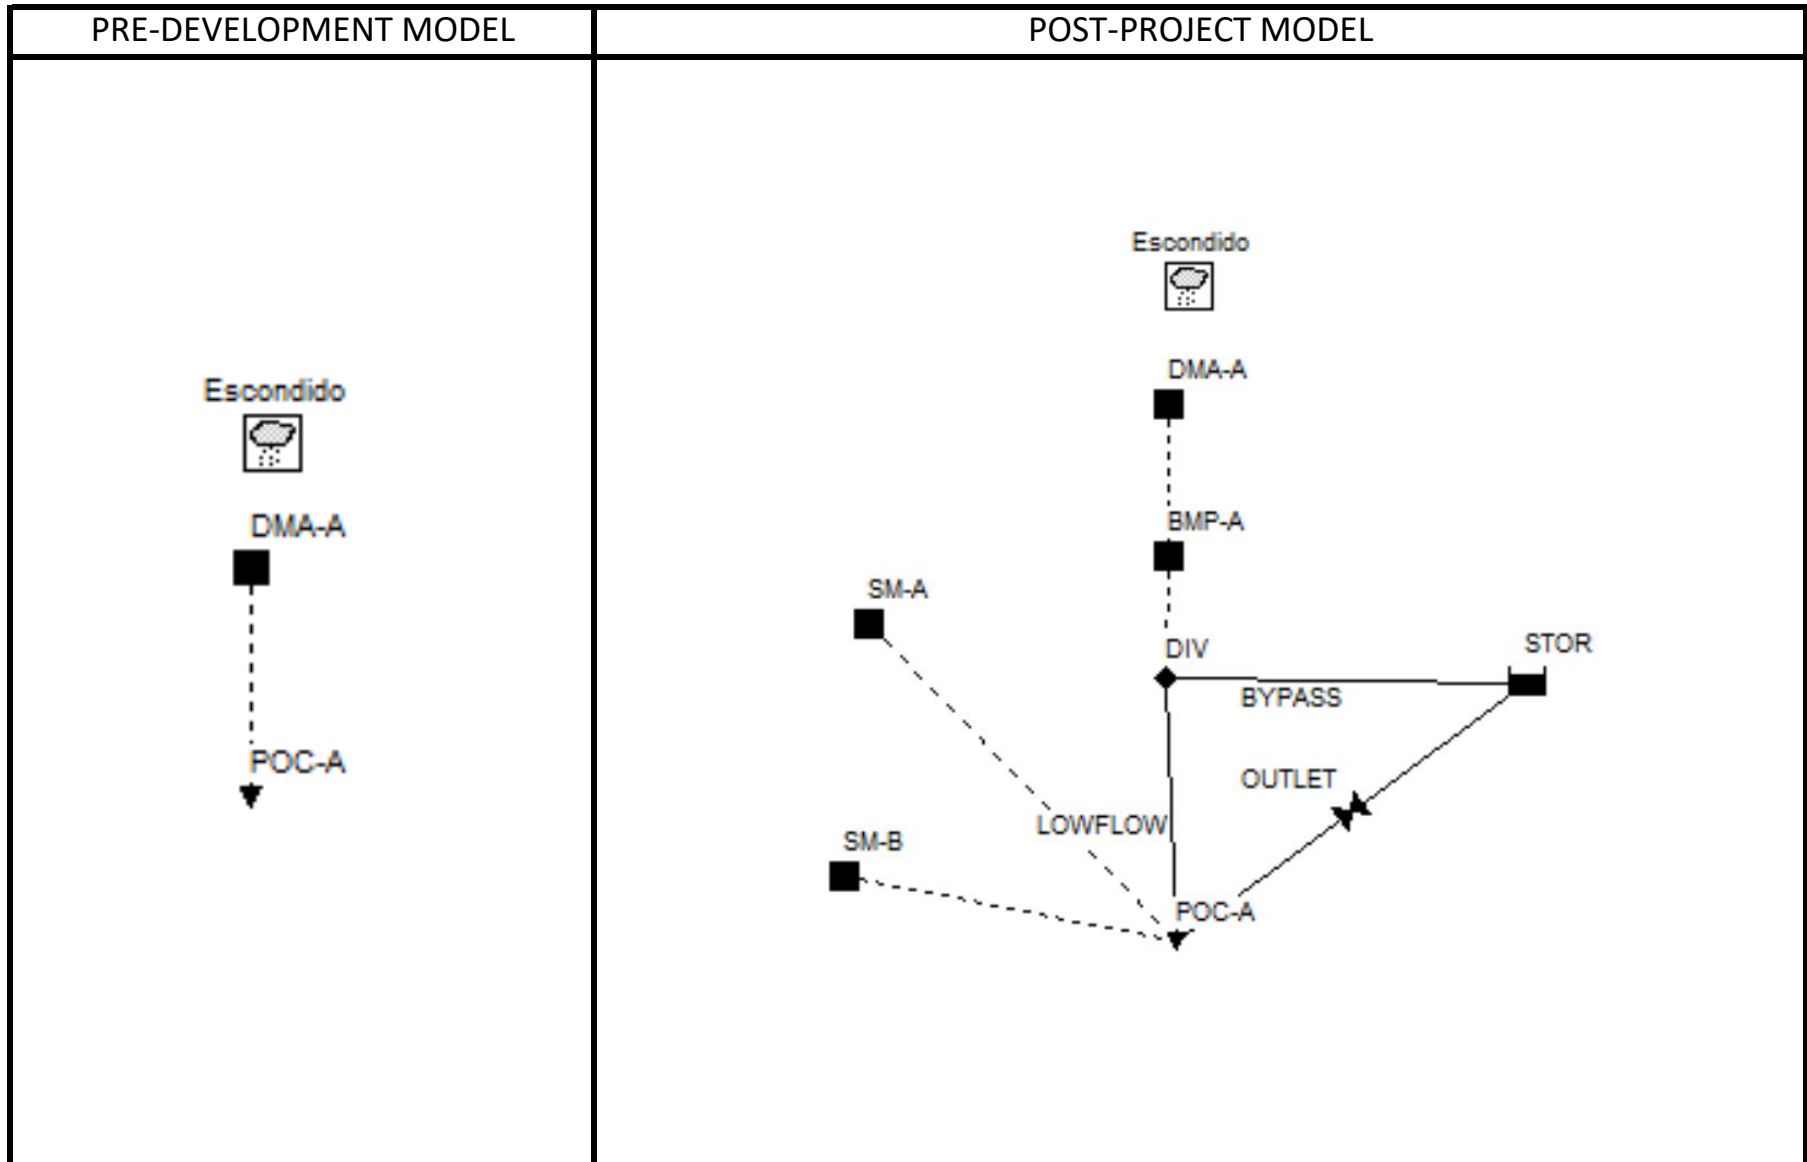 PRE-DEVELOPMENT MODEL
POST-PROJECT MODEL
Escondido
DMA-A
POC-A
Escondido
DMA-A
BMP-A
SM-A
DIV
STOR
BYPASS
OUTLET
LOWFLOW
SM-B
POC-A